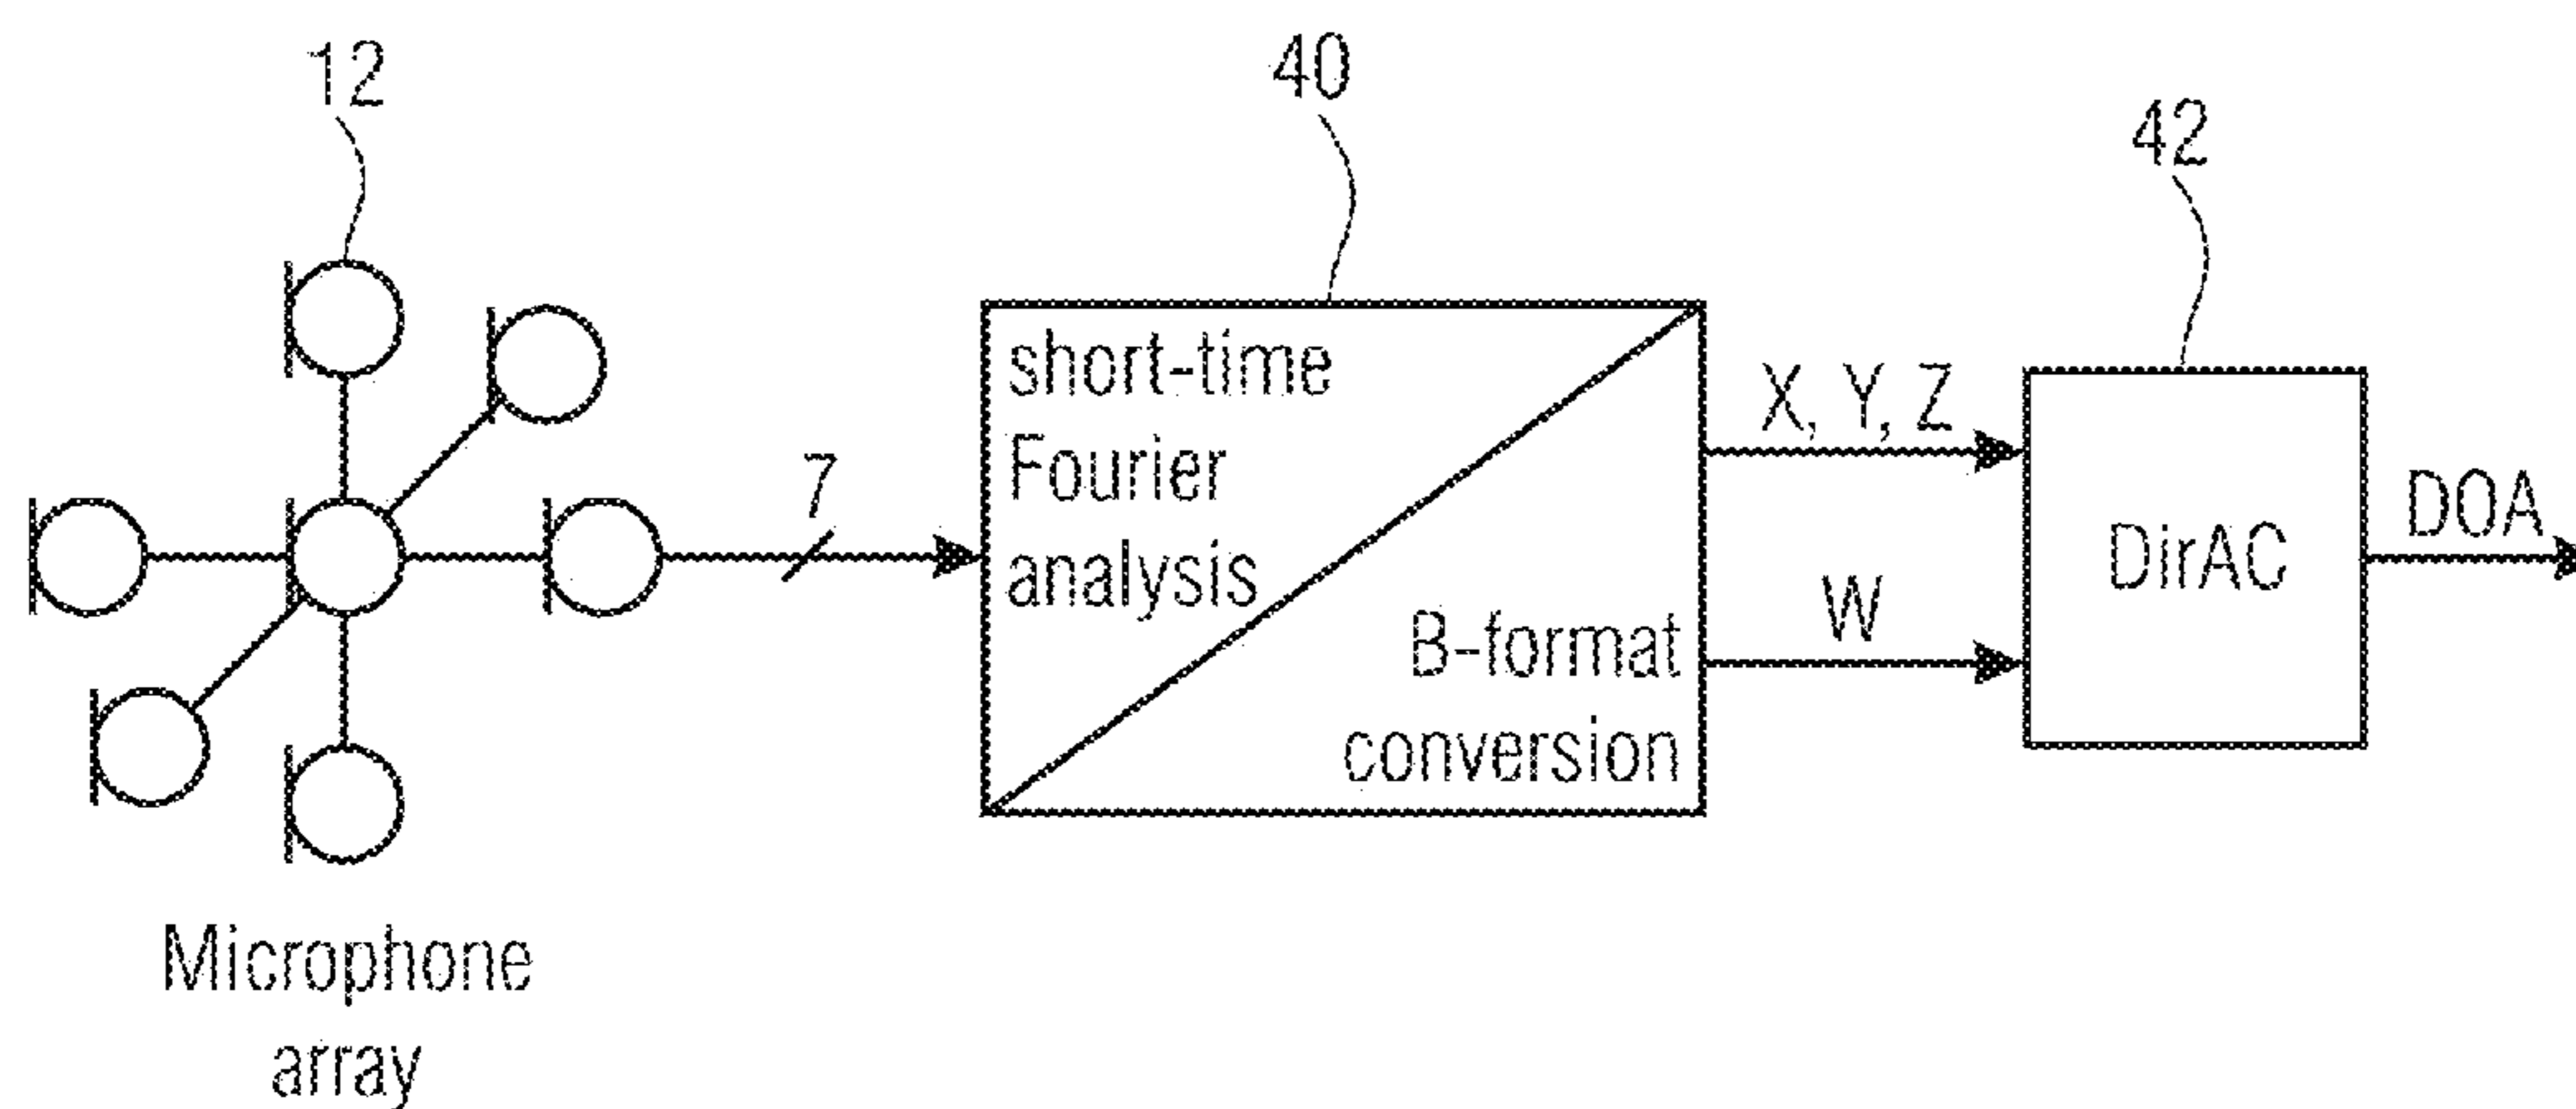 12
40
42
7
short-time
Fourier
analysis
B-format
conversion
X, Y, Z
W
DirAC
DOA
Microphone
array